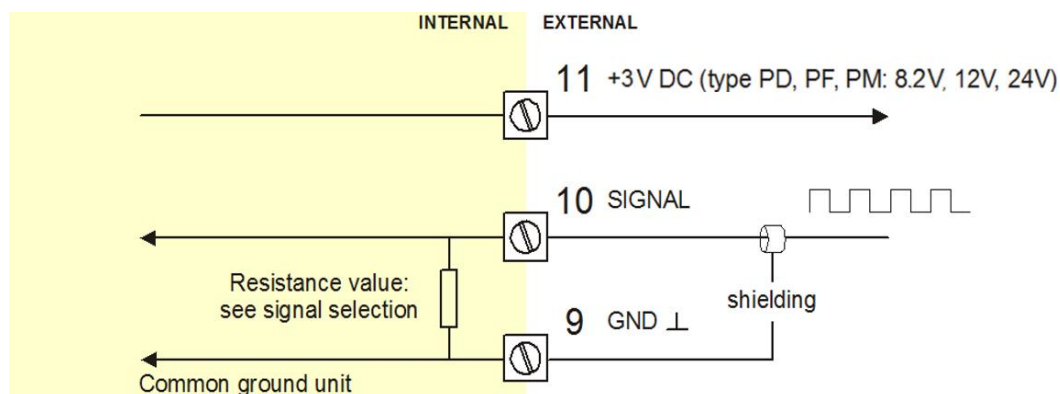 INTERNAL EXTERNAL
11 +3V DC (type PD, PF, PM: 8.2V, 12V, 24V)
10 SIGNAL
Resistance value:
see signal selection
shielding
9 GND ⊥
Common ground unit